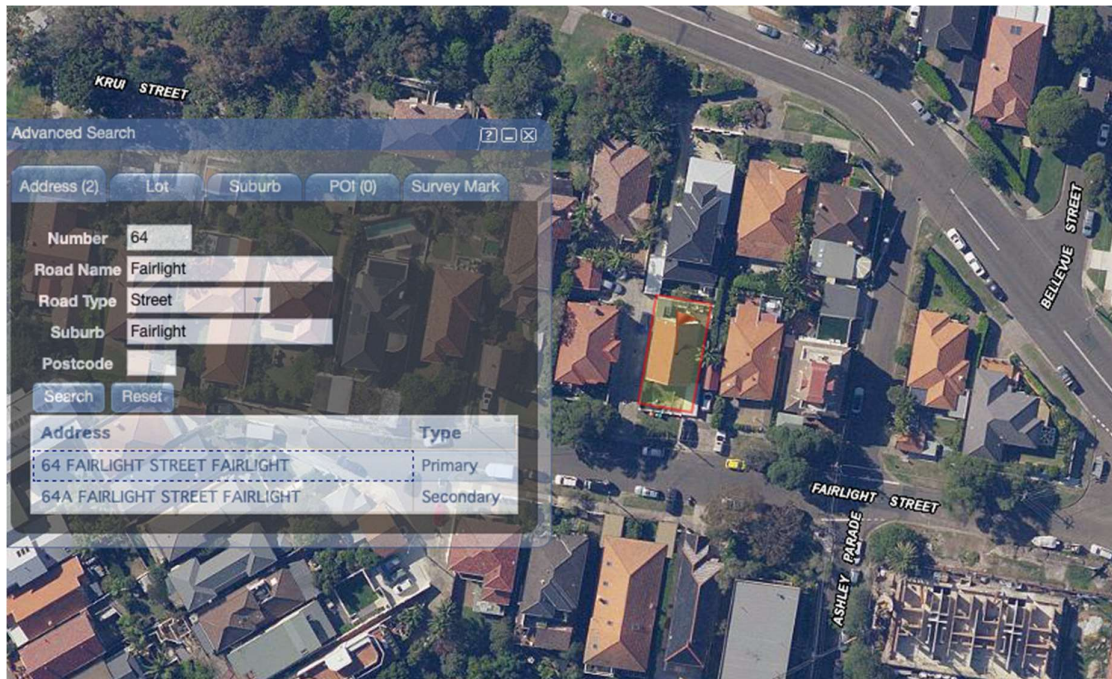 KRUI STREET
Advanced Search
?
Address (2) Lot Suburb POI (0) Survey Mark
Number 64
Road Name Fairlight
Road Type Street
Suburb Fairlight
Postcode
Search Reset
Address Type
64 FAIRLIGHT STREET FAIRLIGHT Primary
64A FAIRLIGHT STREET FAIRLIGHT Secondary
BELLEVUE STREET
FAIRLIGHT STREET
ASHLEY PARADE